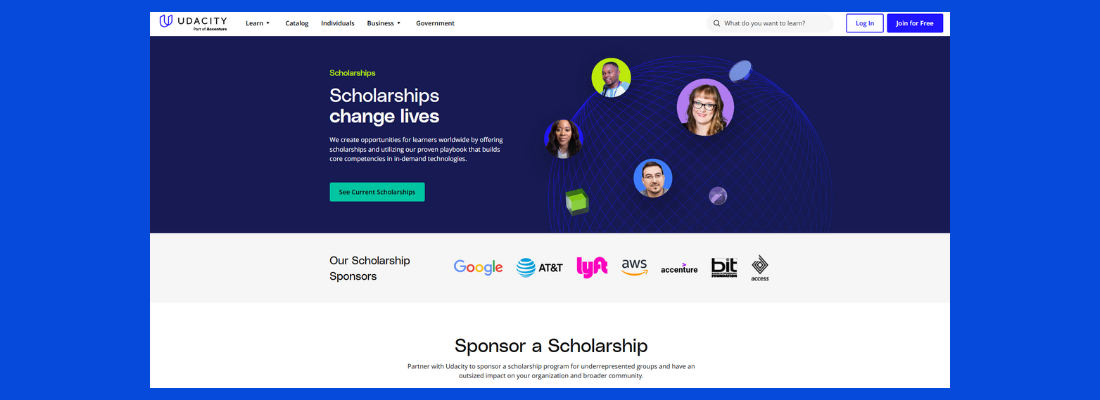 UDACITY
Part of Accenture
Learn
Catalog
Individuals
Business
Government
What do you want to learn?
Log In
Join for Free
Scholarships
Scholarships
change lives
We create opportunities for learners worldwide by offering
scholarships and utilizing our proven playbook that builds
core competencies in in-demand technologies.
See Current Scholarships
Our Scholarship
Sponsors
Google
AT&T
lyft
aws
accenture
bit
access
Sponsor a Scholarship
Partner with Udacity to sponsor a scholarship program for underrepresented groups and have an
outsized impact on your organization and broader community.